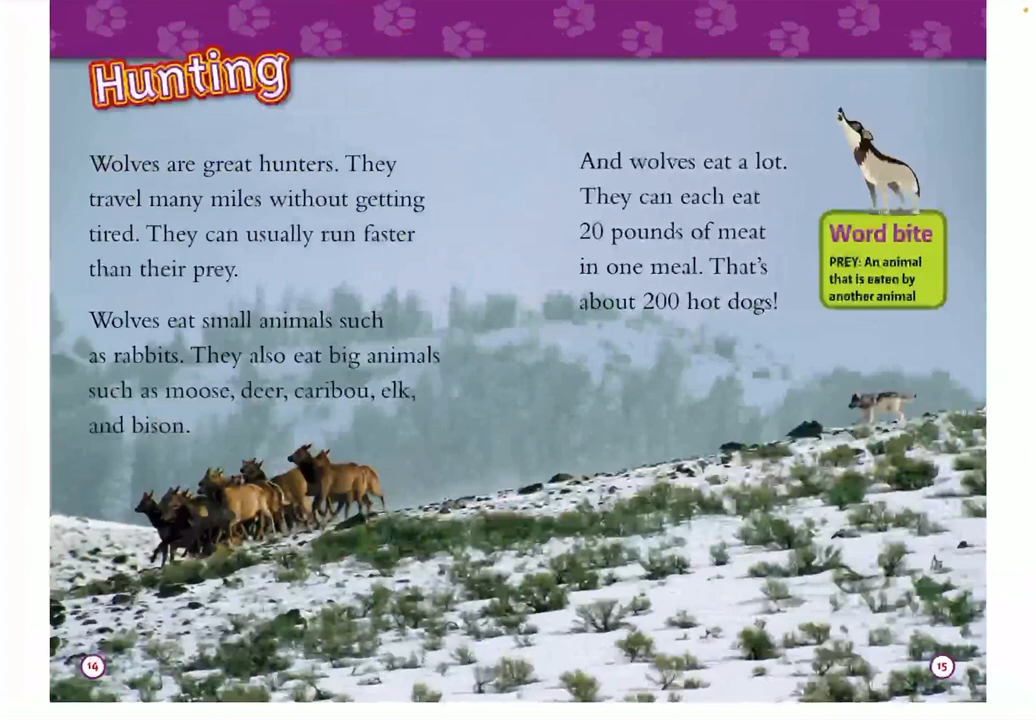 Hunting
Wolves are great hunters. They
travel many miles without getting
tired. They can usually run faster
than their prey.
Wolves eat small animals such
as rabbits. They also eat big animals
such as moose, deer, caribou, elk,
and bison.
And wolves eat a lot.
They can each eat
20 pounds of meat
in one meal. That's
about 200 hot dogs!
Word bite
PREY: An animal
that is eaten by
another animal
14
15